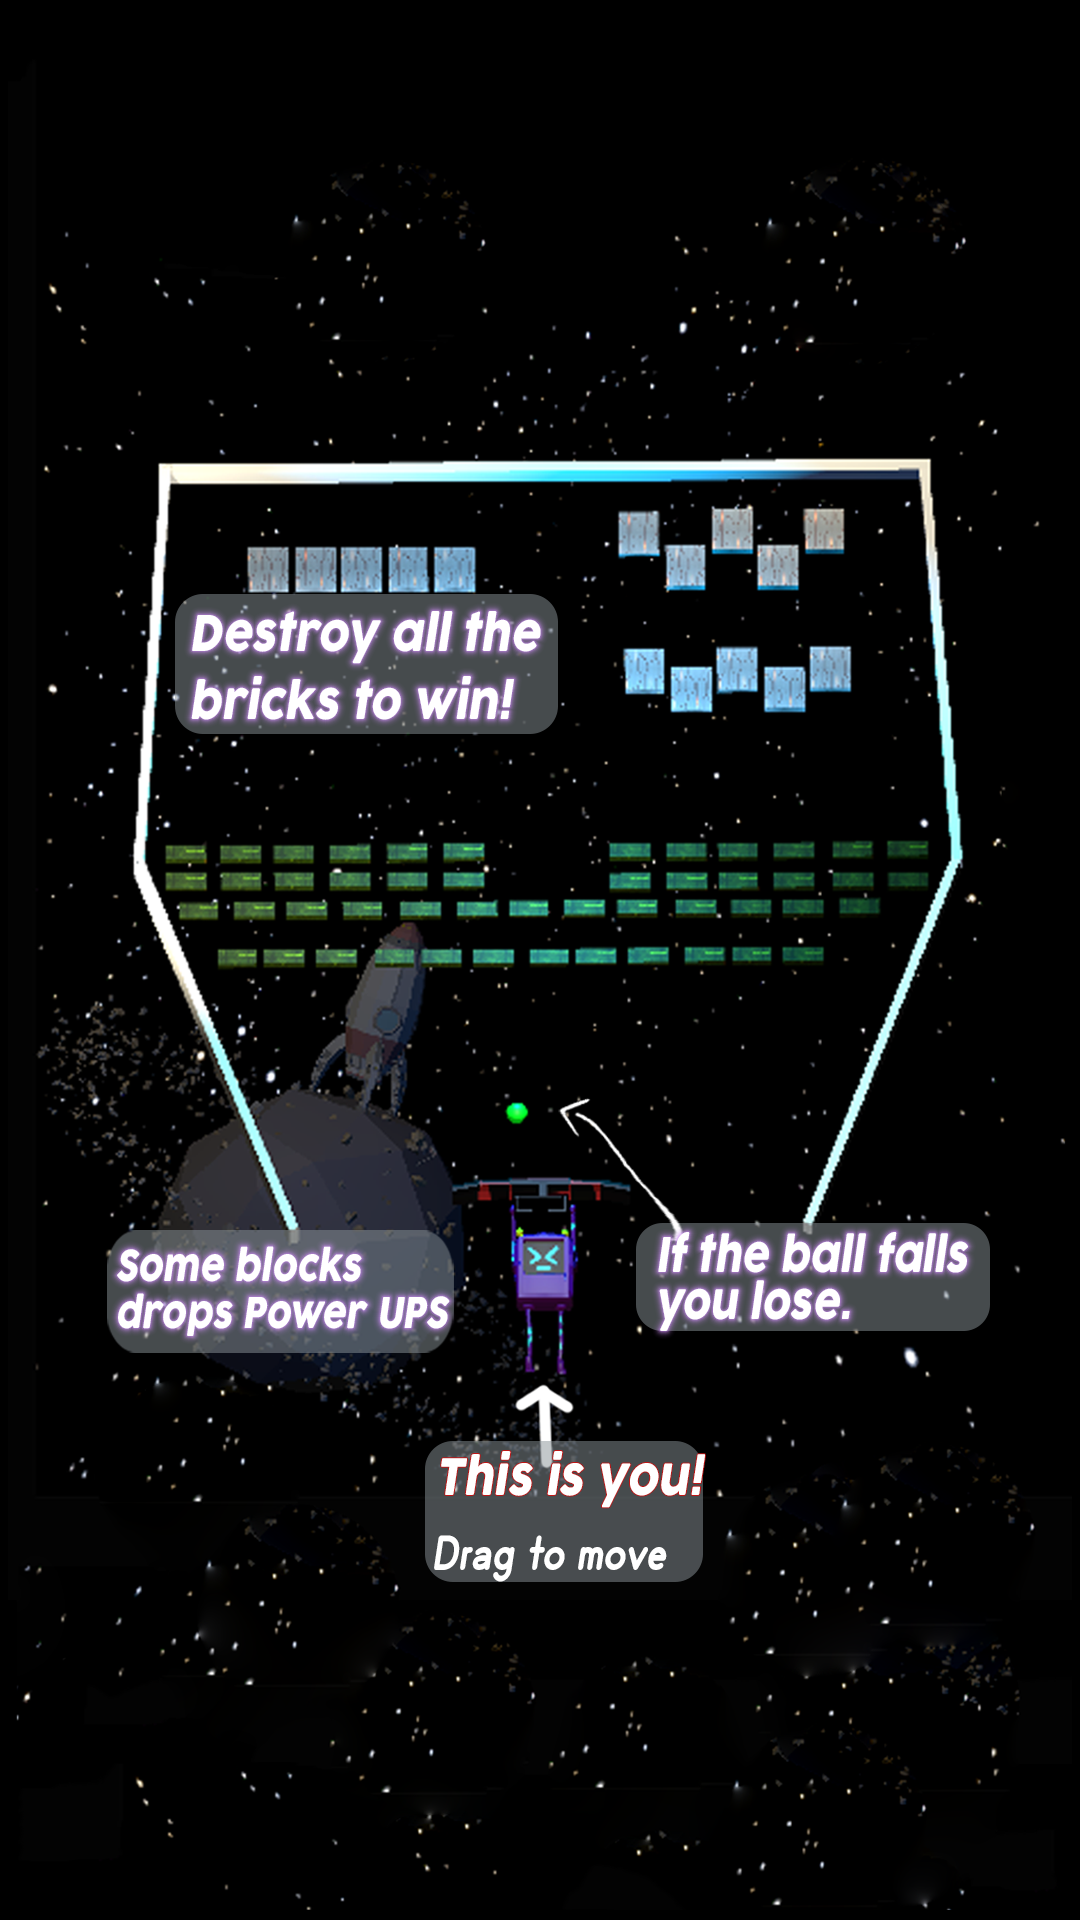 Destroy all the
bricks to win!
Some blocks
drops Power UPS
If the ball falls
you lose.
This is you!
Drag to move